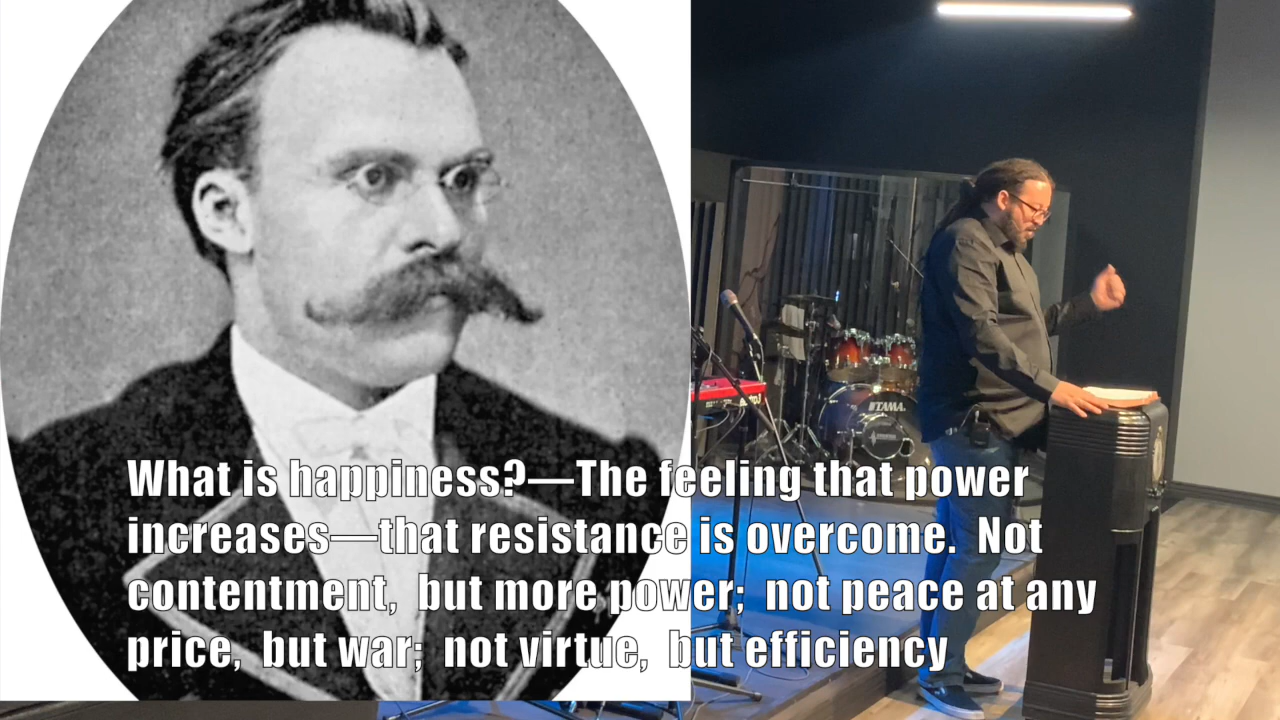 TAMA.
What is happiness?—The feeling that power
increases—that resistance is overcome. Not
contentment, but more power; not peace at any
price, but war; not virtue, but efficiency